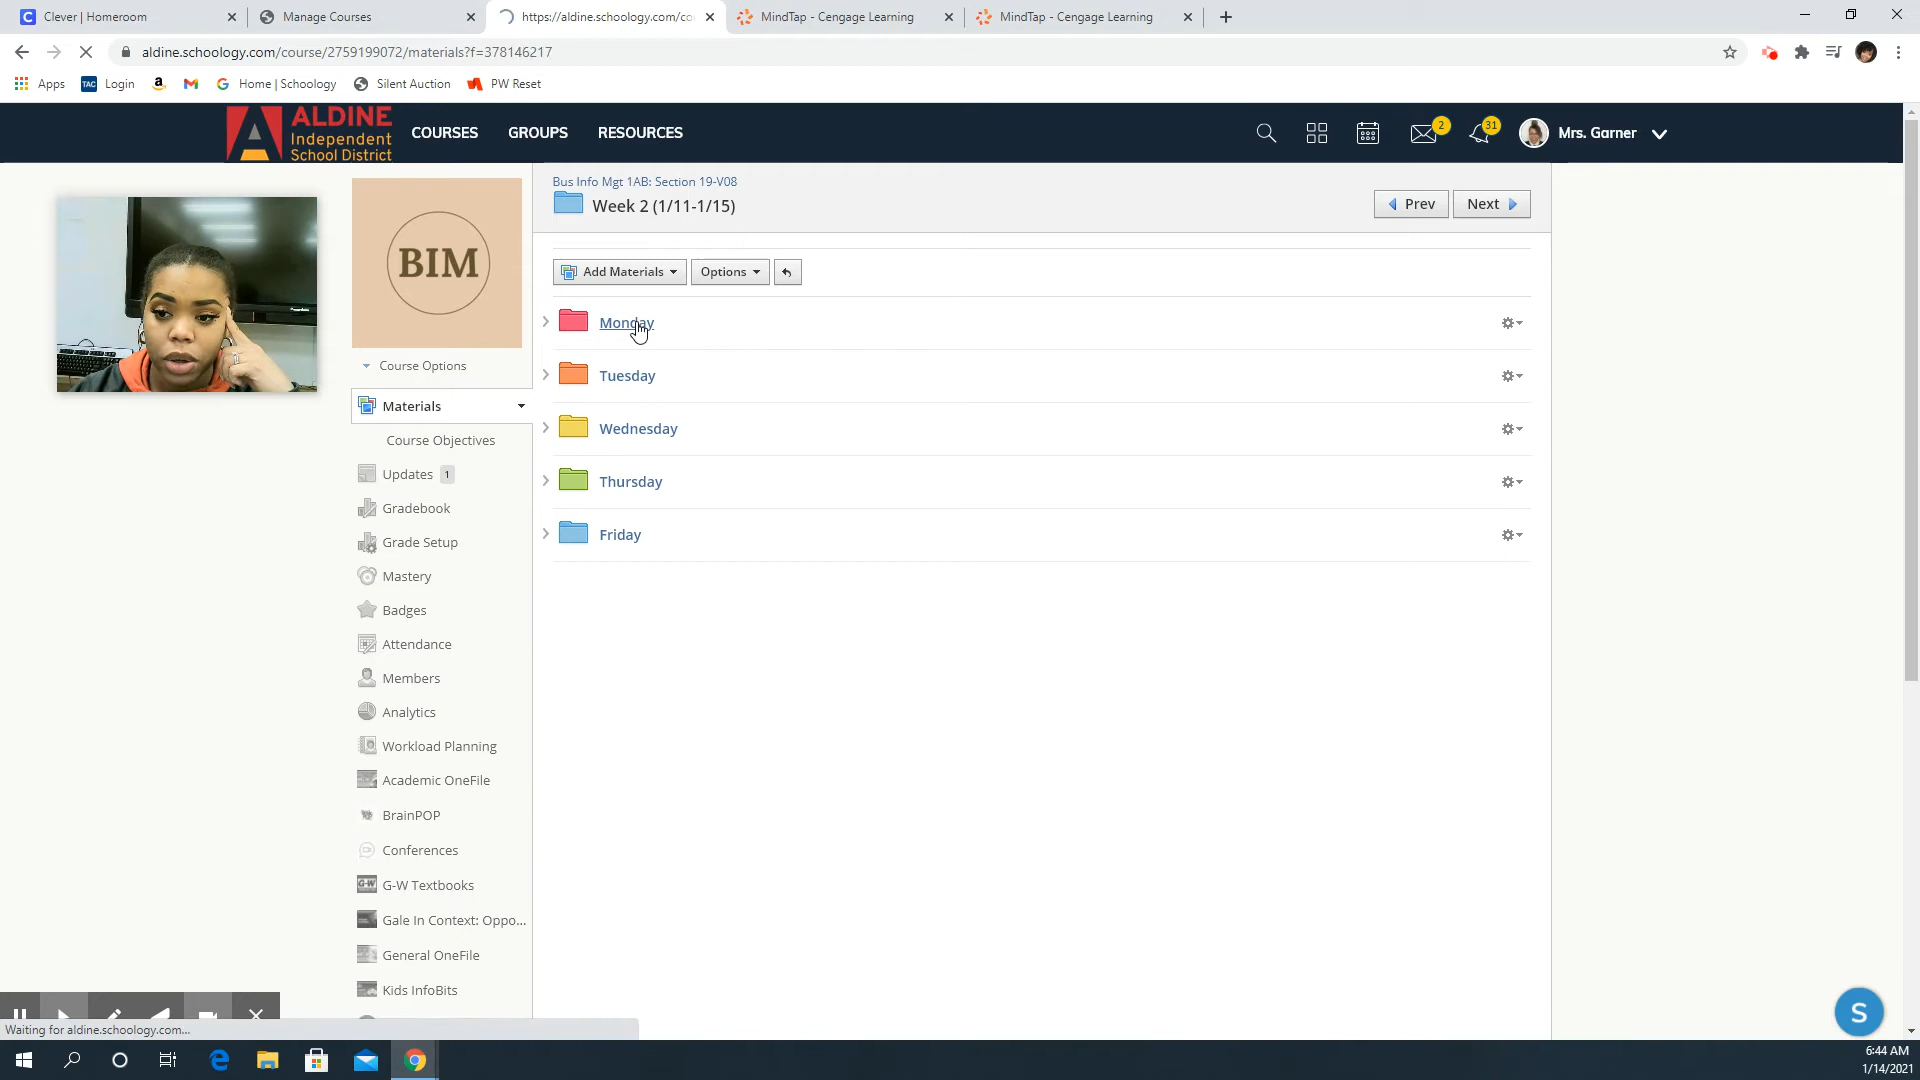 Clever | Homeroom
Manage Courses
https://aldine.schoology.com/co
MindTap - Cengage Learning
MindTap - Cengage Learning
aldine.schoology.com/course/2759199072/materials?f=378146217
Apps
TAC Login
Home | Schoology
Silent Auction
PW Reset
ALDINE
Independent
School District
COURSES
GROUPS
RESOURCES
2
31
Mrs. Garner
Bus Info Mgt 1AB: Section 19-V08
Week 2 (1/11-1/15)
Prev
Next
BIM
Add Materials
Options
Monday
Tuesday
Wednesday
Thursday
Friday
Course Options
Materials
Course Objectives
Updates 1
Gradebook
Grade Setup
Mastery
Badges
Attendance
Members
Analytics
Workload Planning
Academic OneFile
BrainPOP
Conferences
G-W G-W Textbooks
Gale In Context: Oppo...
General OneFile
Kids InfoBits
S
Waiting for aldine.schoology.com...
6:44 AM
1/14/2021